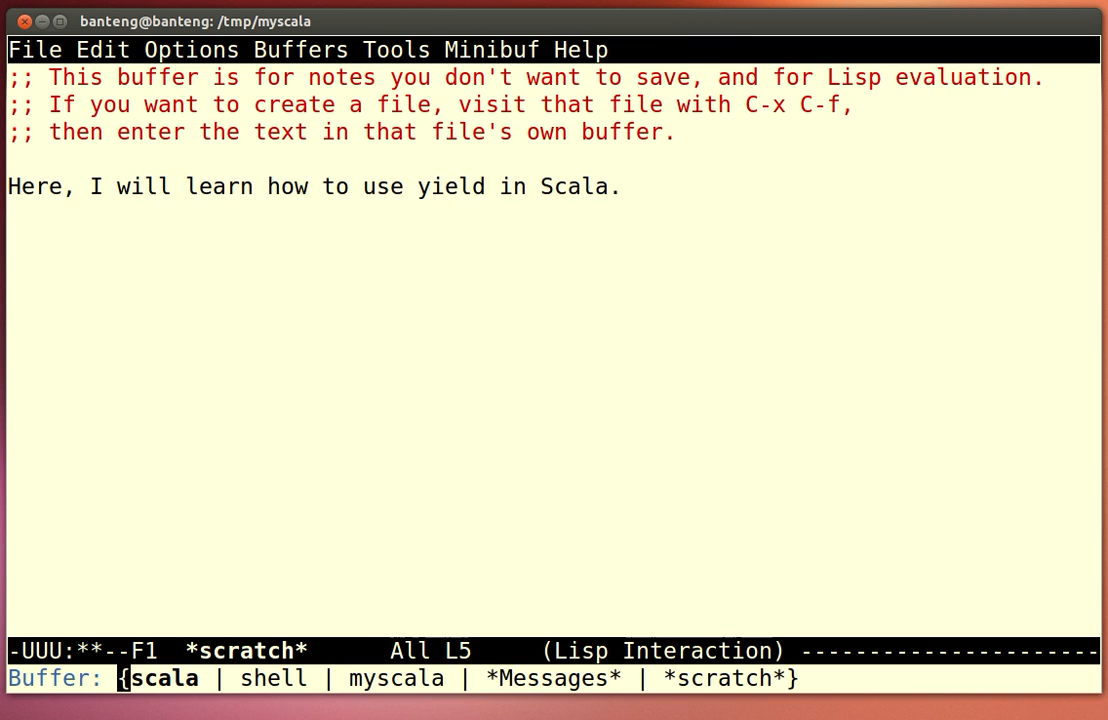 banteng@banteng: /tmp/myscala
File Edit Options Buffers Tools Minibuf Help
;; This buffer is for notes you don't want to save, and for Lisp evaluation.
;; If you want to create a file, visit that file with C-x C-f,
;; then enter the text in that file's own buffer.
Here, I will learn how to use yield in Scala.
-UUU:**--F1  *scratch*      All L5     (Lisp Interaction) ----------------------
Buffer: {scala | shell | myscala | *Messages* | *scratch*}